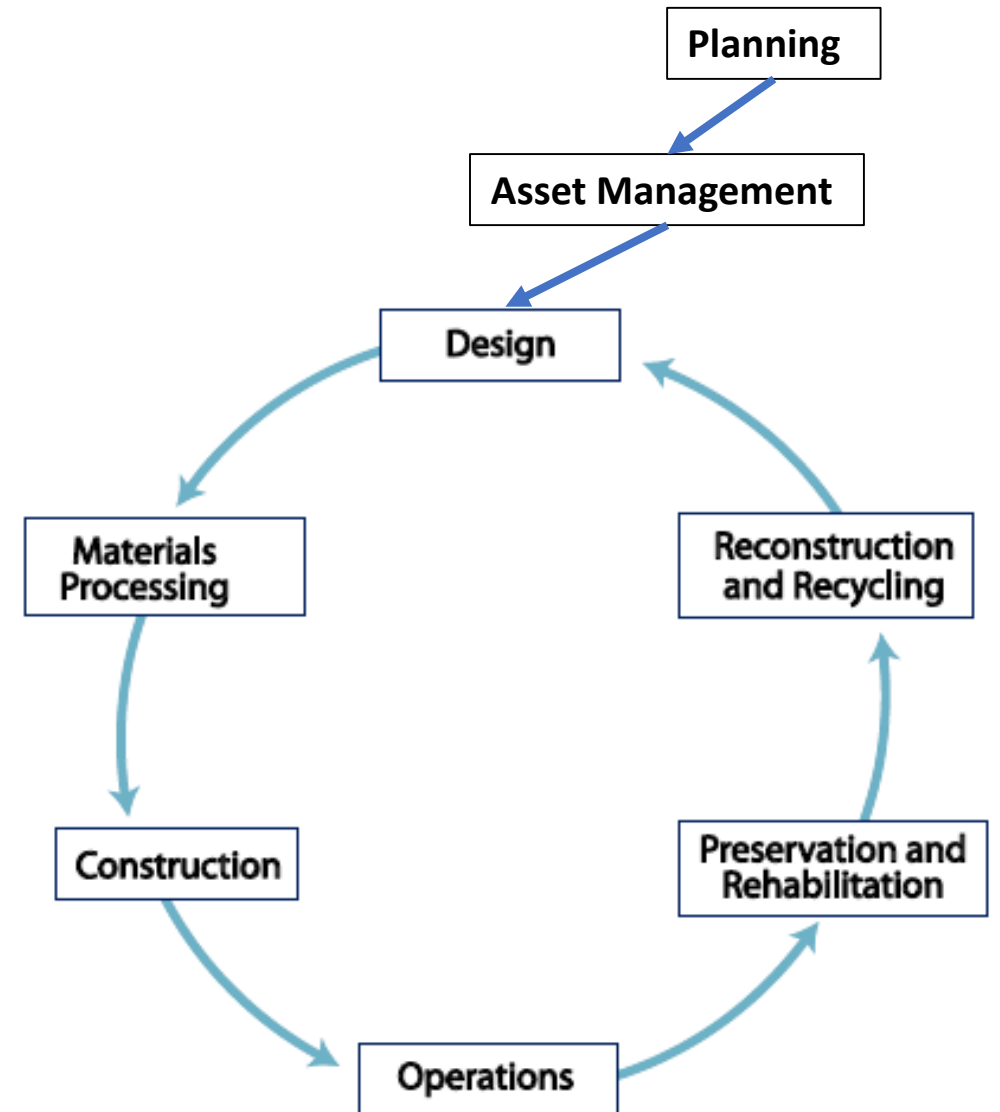 Planning
Asset Management
Design
Materials
Processing
Reconstruction
and Recycling
Construction
Preservation and
Rehabilitation
Operations